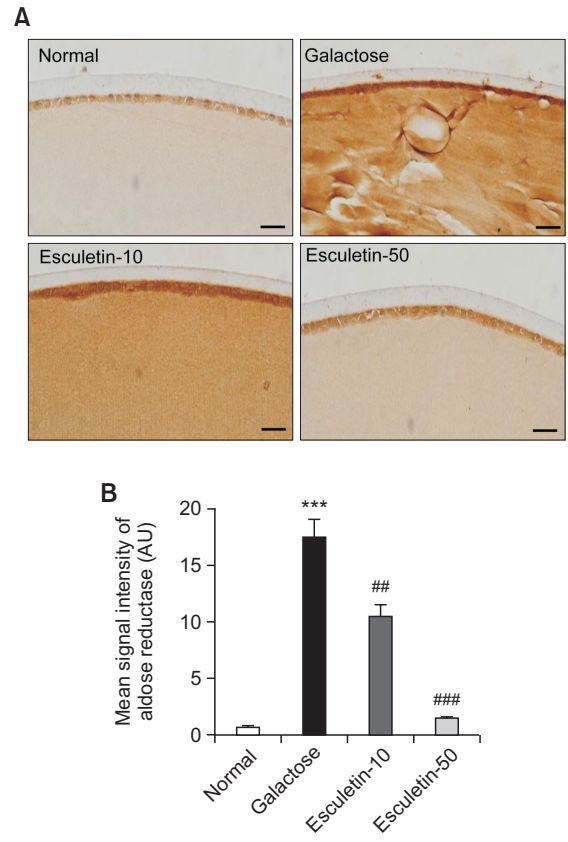 A
Normal
Galactose
Esculetin-10
Esculetin-50
B
Mean signal intensity of
aldose reductase (AU)
20
15
10
5
0
***
##
###
Normal
Galactose
Esculetin-10
Esculetin-50